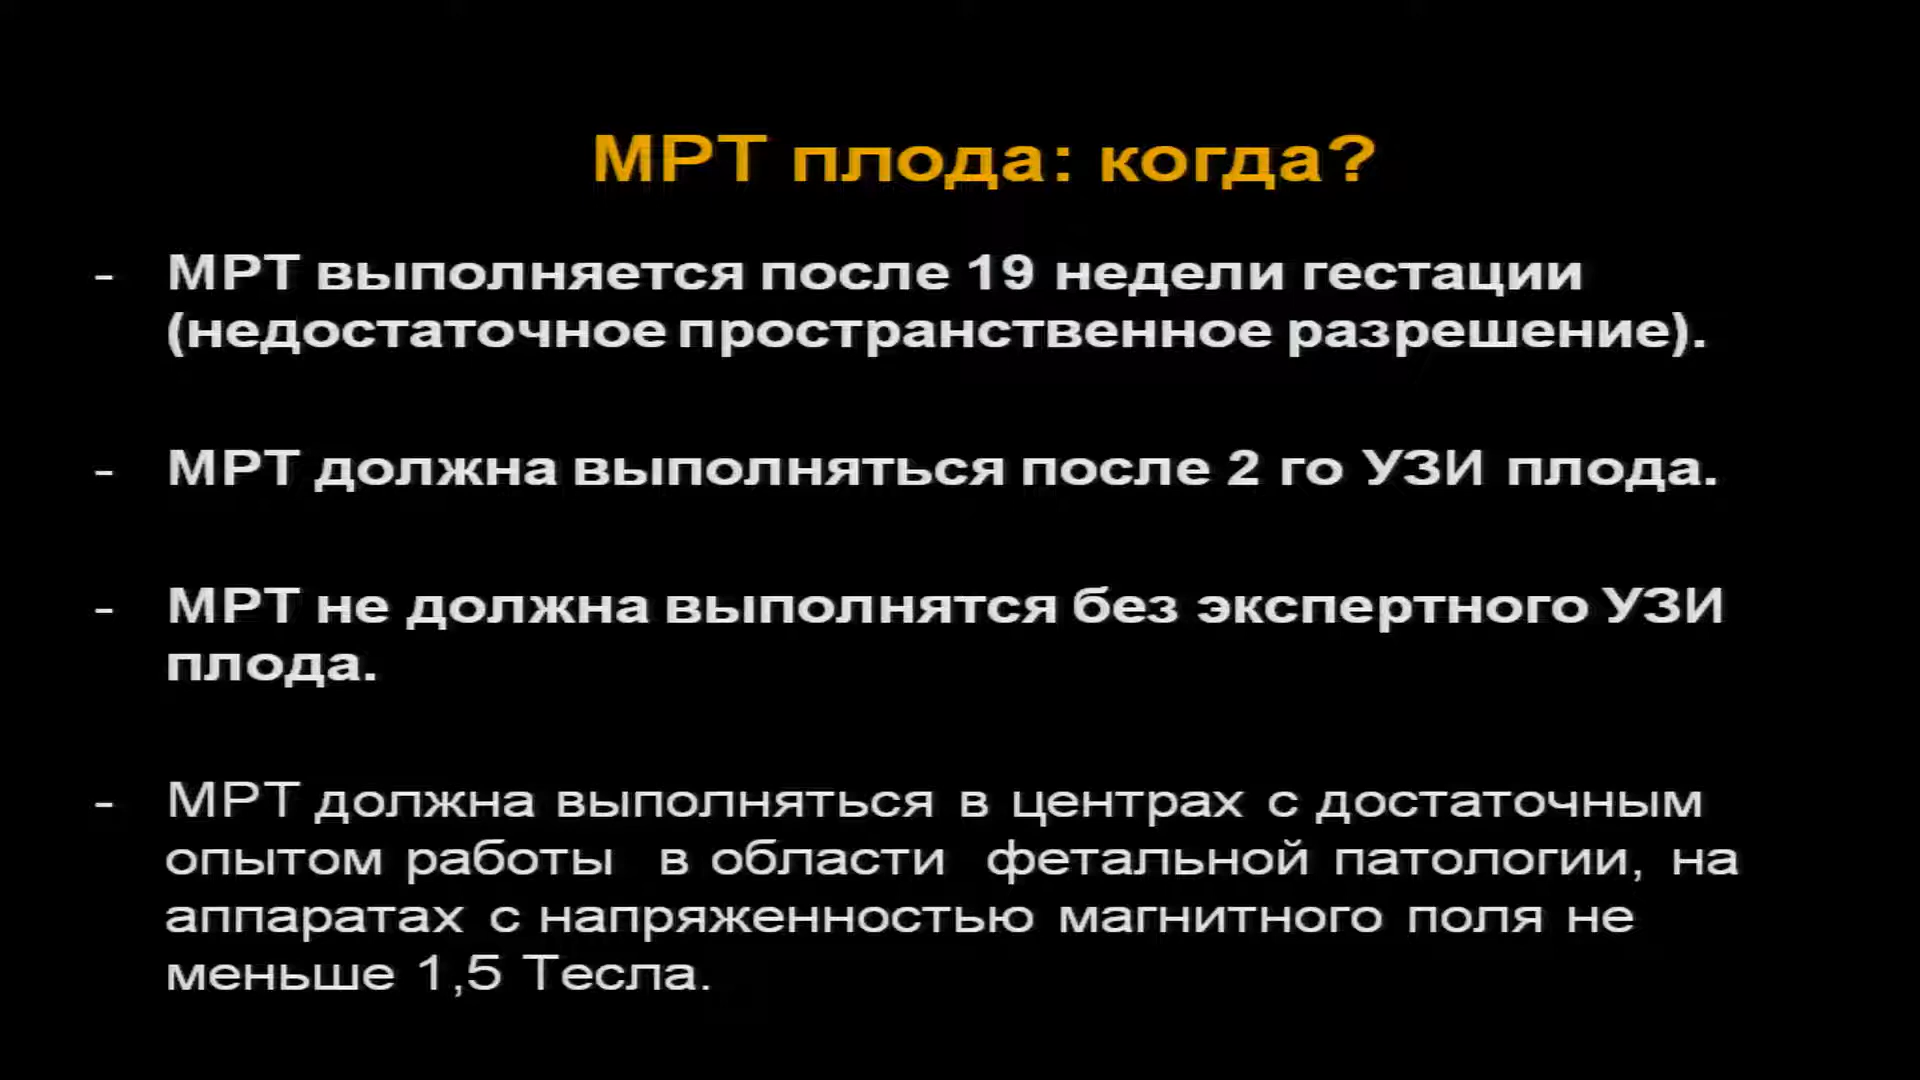 МРТ плода: когда?
- МРТ выполняется после 19 недели гестации
(недостаточное пространственное разрешение).
- МРТ должна выполняться после 2 го УЗИ плода.
- МРТ не должна выполнятся без экспертного УЗИ
плода.
- МРТ должна выполняться в центрах с достаточным
опытом работы в области фетальной патологии, на
аппаратах с напряженностью магнитного поля не
меньше 1,5 Тесла.